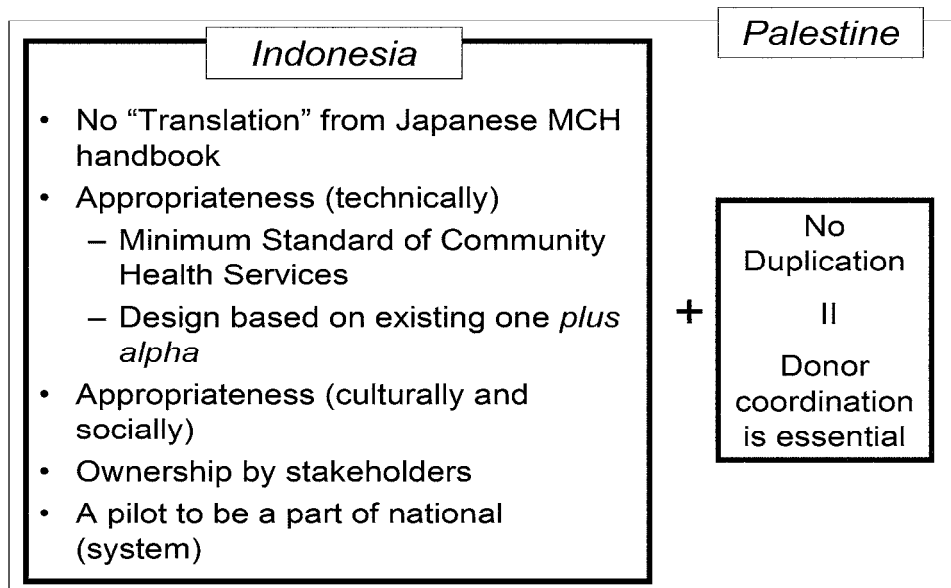 Indonesia
• No “Translation” from Japanese MCH
handbook
• Appropriateness (technically)
– Minimum Standard of Community
Health Services
– Design based on existing one plus
alpha
• Appropriateness (culturally and
socially)
• Ownership by stakeholders
• A pilot to be a part of national
(system)
+
Palestine
No
Duplication
II
Donor
coordination
is essential